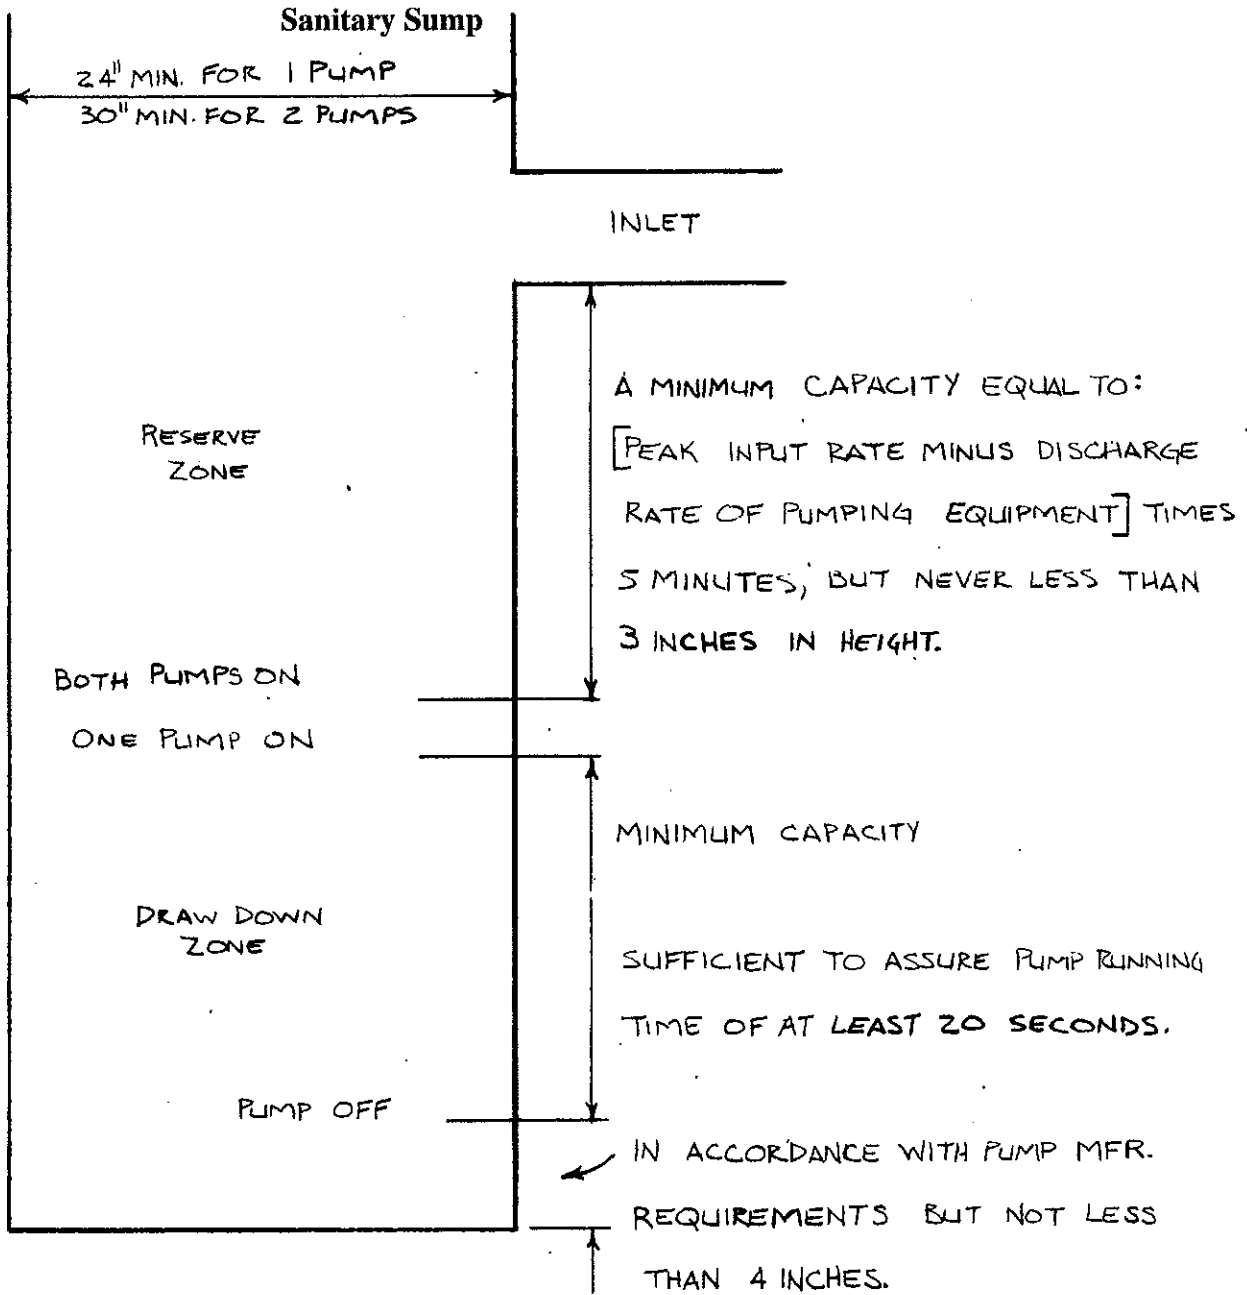 Sanitary Sump
24" MIN. FOR 1 PUMP
30" MIN. FOR 2 PUMPS
INLET
A MINIMUM CAPACITY EQUAL TO:
[PEAK INPUT RATE MINUS DISCHARGE
RATE OF PUMPING EQUIPMENT] TIMES
5 MINUTES, BUT NEVER LESS THAN
3 INCHES IN HEIGHT.
RESERVE
ZONE
BOTH PUMPS ON
ONE PUMP ON
MINIMUM CAPACITY
SUFFICIENT TO ASSURE PUMP RUNNING
TIME OF AT LEAST 20 SECONDS.
DRAW DOWN
ZONE
PUMP OFF
IN ACCORDANCE WITH PUMP MFR.
REQUIREMENTS BUT NOT LESS
THAN 4 INCHES.